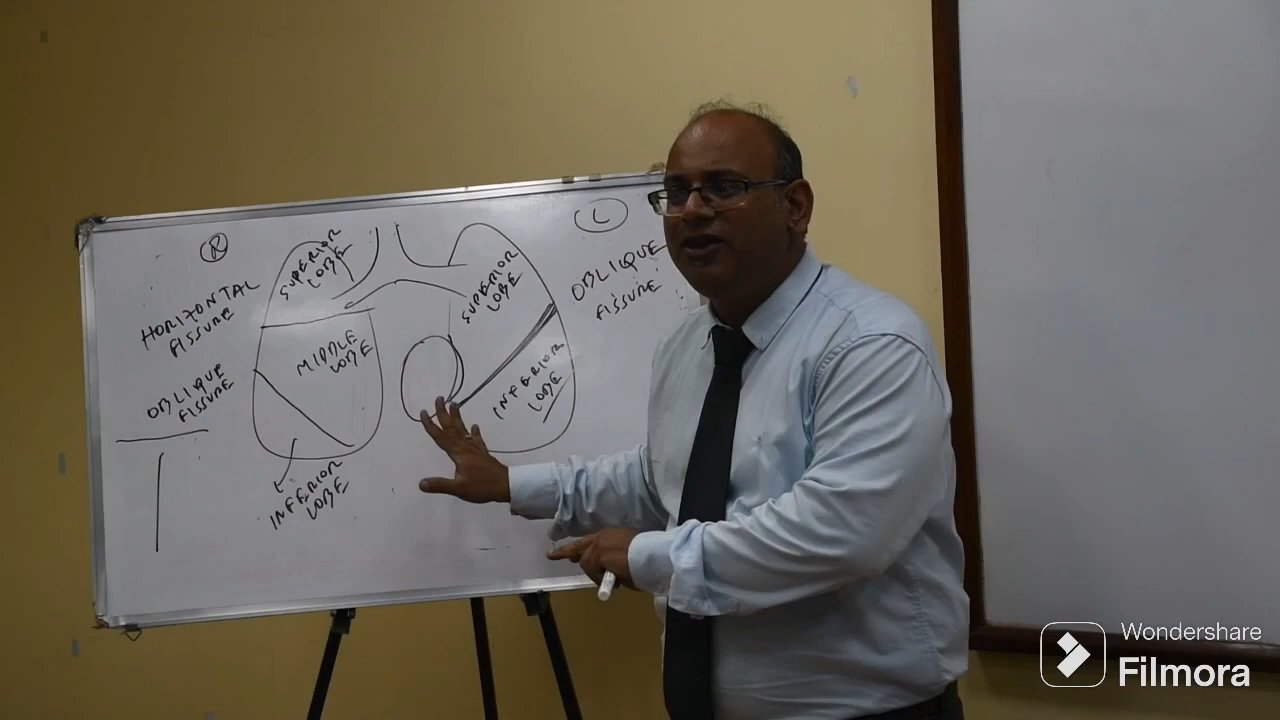 R
HORIZONTAL
FISSURE
OBLIQUE
FISSURE
SUPERIOR
LOBE
MIDDLE
LOBE
INFERIOR
LOBE
L
SUPERIOR
LOBE
INFERIOR
LOBE
OBLIQUE
FISSURE
Wondershare
Filmora